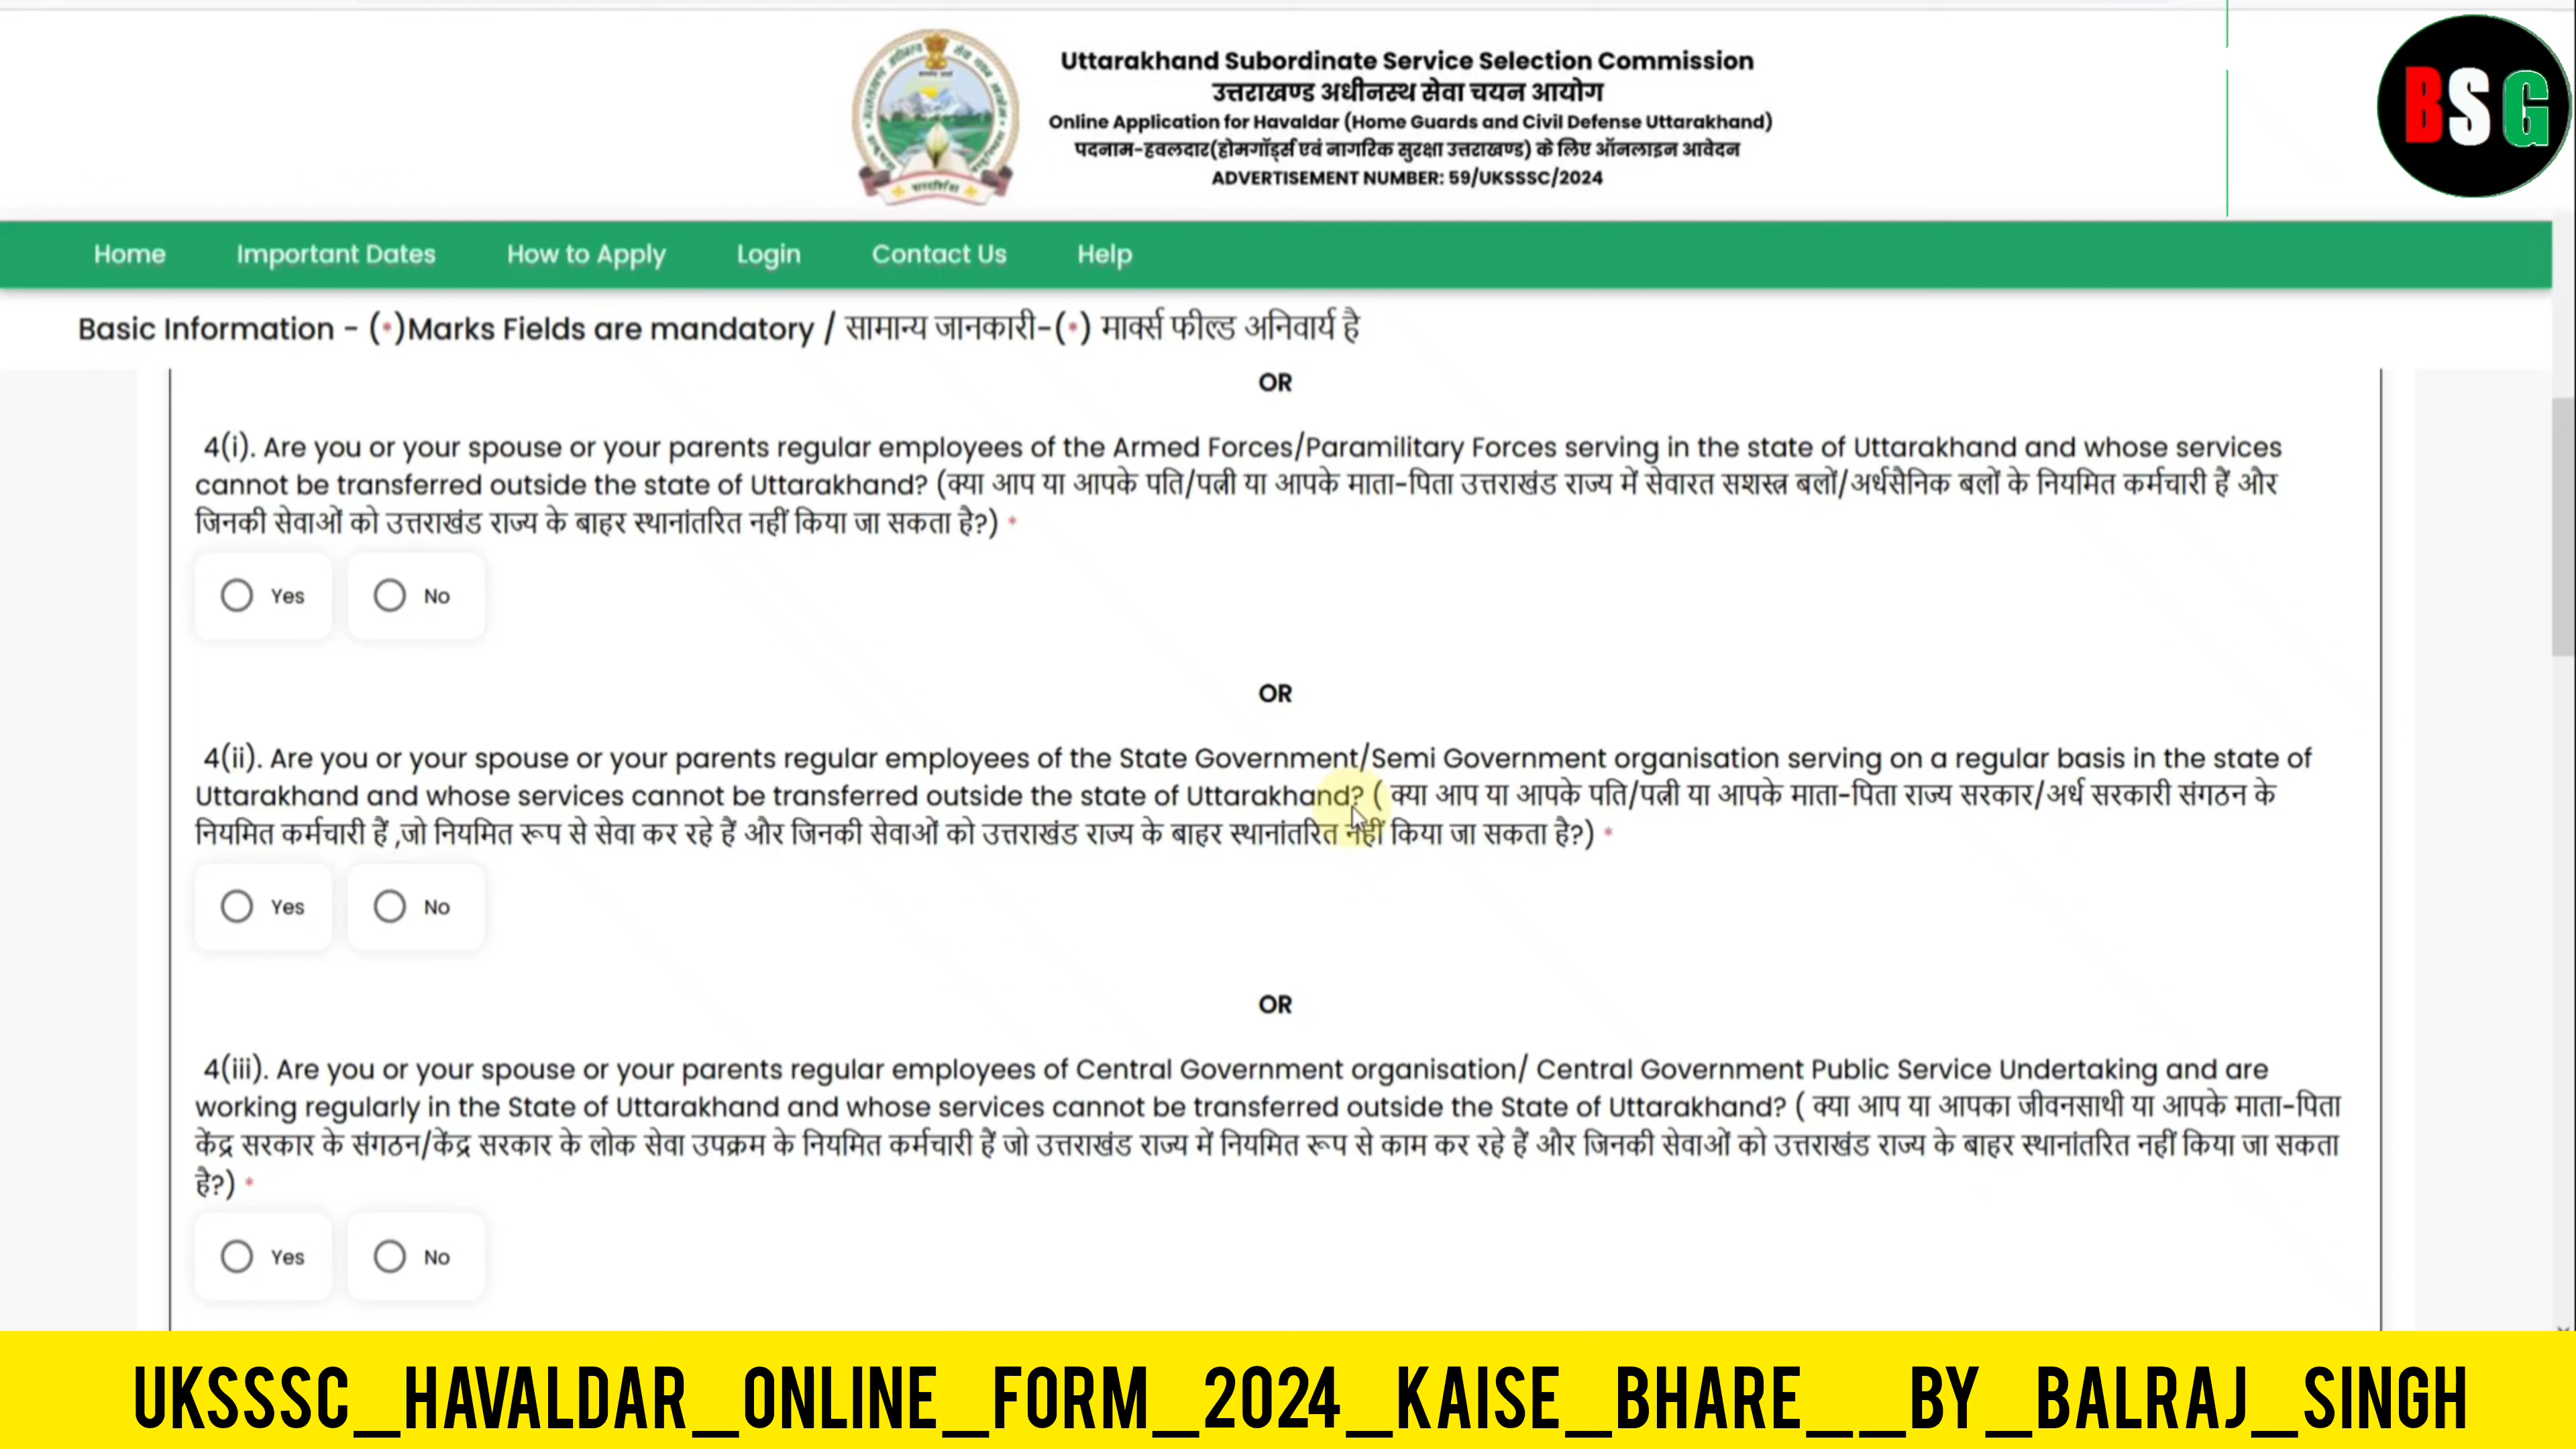 Uttarakhand Subordinate Service Selection Commission
उत्तराखण्ड अधीनस्थ सेवा चयन आयोग
Online Application for Havaldar (Home Guards and Civil Defense Uttarakhand)
पदनाम-हवलदार(होमगॉर्ड्स एवं नागरिक सुरक्षा उत्तराखण्ड) के लिए ऑनलाइन आवेदन
ADVERTISEMENT NUMBER: 59/UKSSSC/2024
BSG
Home Important Dates How to Apply Login Contact Us Help
Basic Information - (*)Marks Fields are mandatory / सामान्य जानकारी-(*) मार्क्स फील्ड अनिवार्य है
OR
4(i). Are you or your spouse or your parents regular employees of the Armed Forces/Paramilitary Forces serving in the state of Uttarakhand and whose services
cannot be transferred outside the state of Uttarakhand? (क्या आप या आपके पति/पत्नी या आपके माता-पिता उत्तराखंड राज्य में सेवारत सशस्त्र बलों/अर्धसैनिक बलों के नियमित कर्मचारी हैं और
जिनकी सेवाओं को उत्तराखंड राज्य के बाहर स्थानांतरित नहीं किया जा सकता है?) *
Yes No
OR
4(ii). Are you or your spouse or your parents regular employees of the State Government/Semi Government organisation serving on a regular basis in the state of
Uttarakhand and whose services cannot be transferred outside the state of Uttarakhand? ( क्या आप या आपके पति/पत्नी या आपके माता-पिता राज्य सरकार/अर्ध सरकारी संगठन के
नियमित कर्मचारी हैं ,जो नियमित रूप से सेवा कर रहे हैं और जिनकी सेवाओं को उत्तराखंड राज्य के बाहर स्थानांतरित नहीं किया जा सकता है?) *
Yes No
OR
4(iii). Are you or your spouse or your parents regular employees of Central Government organisation/ Central Government Public Service Undertaking and are
working regularly in the State of Uttarakhand and whose services cannot be transferred outside the State of Uttarakhand? ( क्या आप या आपका जीवनसाथी या आपके माता-पिता
केंद्र सरकार के संगठन/केंद्र सरकार के लोक सेवा उपक्रम के नियमित कर्मचारी हैं जो उत्तराखंड राज्य में नियमित रूप से काम कर रहे हैं और जिनकी सेवाओं को उत्तराखंड राज्य के बाहर स्थानांतरित नहीं किया जा सकता
है?) *
Yes No
UKSSSC_HAVALDAR_ONLINE_FORM_2024_KAISE_BHARE__BY_BALRAJ_SINGH